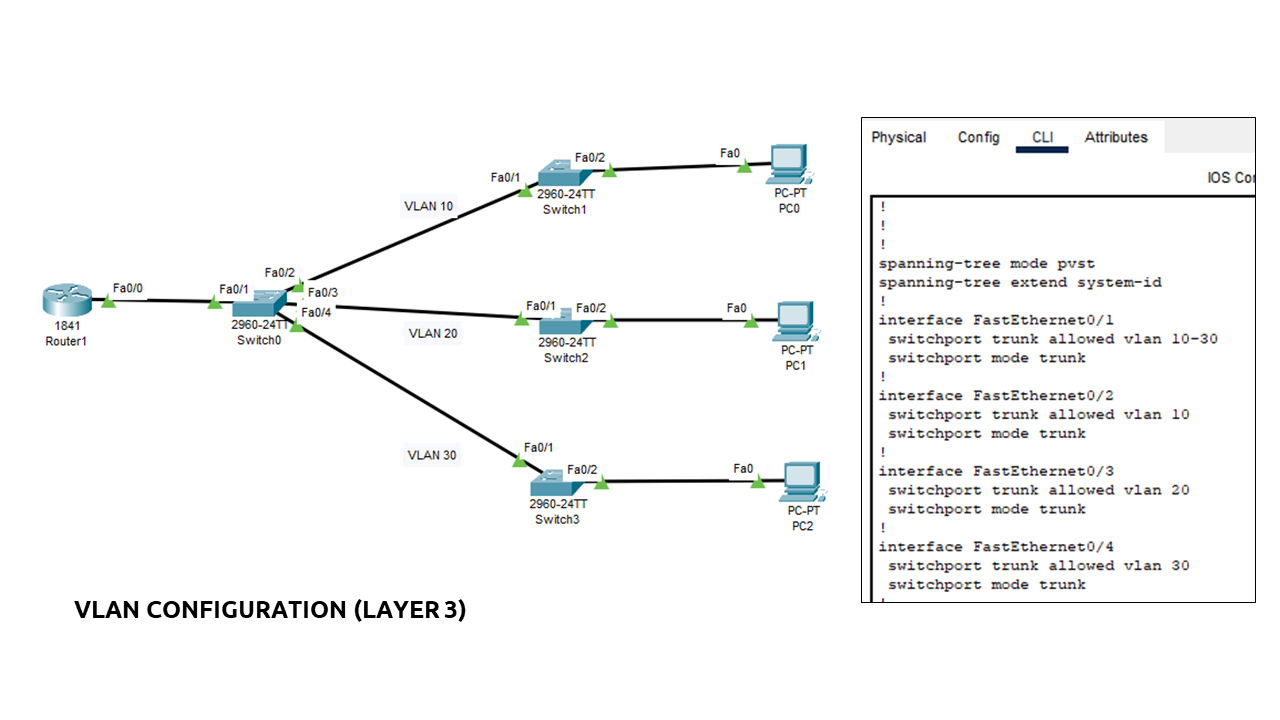 Fa0/2
Fa0
Fa0/1
2960-24TT
Switch1
PC-PT
PC0
VLAN 10
Fa0/2
Fa0/0
Fa0/1
Fa0/3
Fa0/4
1841
Router1
2960-24TT
Switch0
Fa0/1
Fa0/2
Fa0
VLAN 20
2960-24TT
Switch2
PC-PT
PC1
VLAN 30
Fa0/1
Fa0/2
Fa0
2960-24TT
Switch3
PC-PT
PC2
VLAN CONFIGURATION (LAYER 3)
Physical Config CLI Attributes
IOS Co
!
!
!
spanning-tree mode pvst
spanning-tree extend system-id
!
interface FastEthernet0/1
switchport trunk allowed vlan 10-30
switchport mode trunk
!
interface FastEthernet0/2
switchport trunk allowed vlan 10
switchport mode trunk
!
interface FastEthernet0/3
switchport trunk allowed vlan 20
switchport mode trunk
!
interface FastEthernet0/4
switchport trunk allowed vlan 30
switchport mode trunk
!